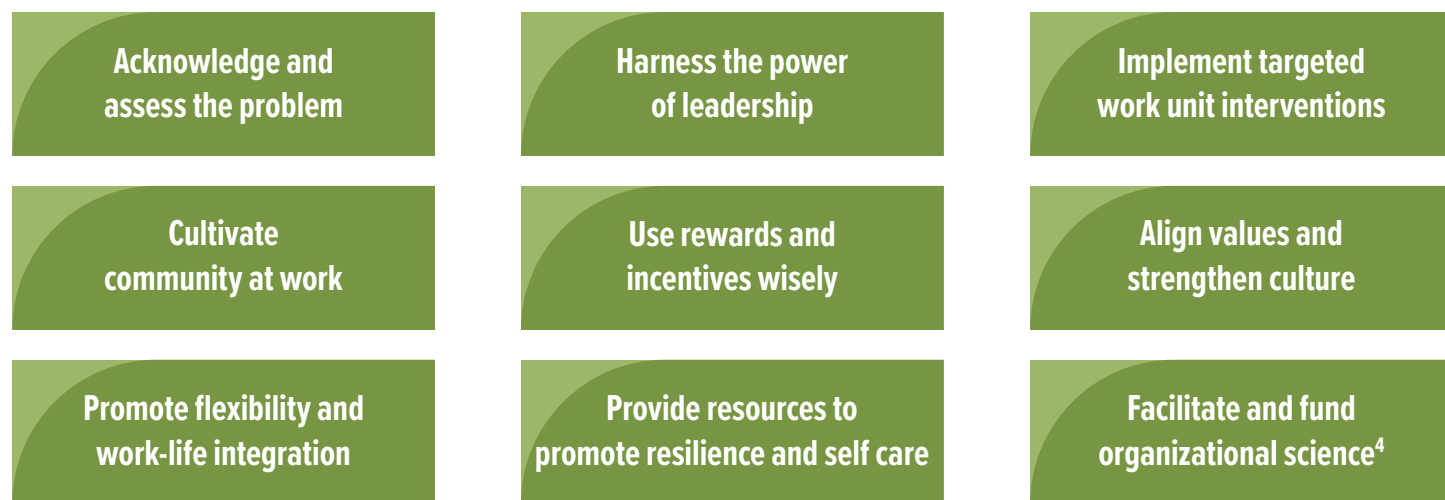 Acknowledge and
assess the problem
Harness the power
of leadership
Implement targeted
work unit interventions
Cultivate
community at work
Use rewards and
incentives wisely
Align values and
strengthen culture
Promote flexibility and
work-life integration
Provide resources to
promote resilience and self care
Facilitate and fund
organizational science⁴